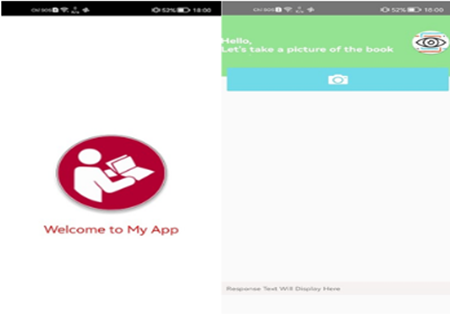 52% 18:00
Welcome to My App
52% 18:00
Hello,
Let's take a picture of the book
Response Text Will Display Here